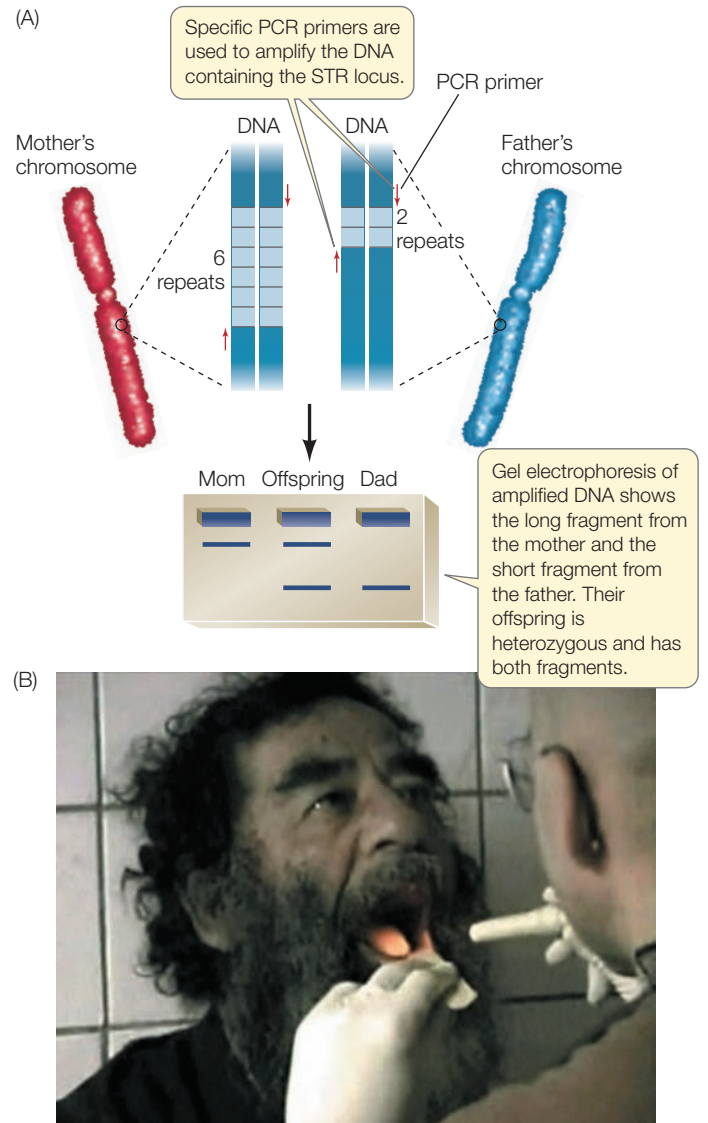 (A)
Specific PCR primers are
used to amplify the DNA
containing the STR locus.
PCR primer
DNA
DNA
Mother's
chromosome
Father's
chromosome
6
repeats
2
repeats
Mom Offspring Dad
Gel electrophoresis of
amplified DNA shows
the long fragment from
the mother and the
short fragment from
the father. Their
offspring is
heterozygous and has
both fragments.
(B)